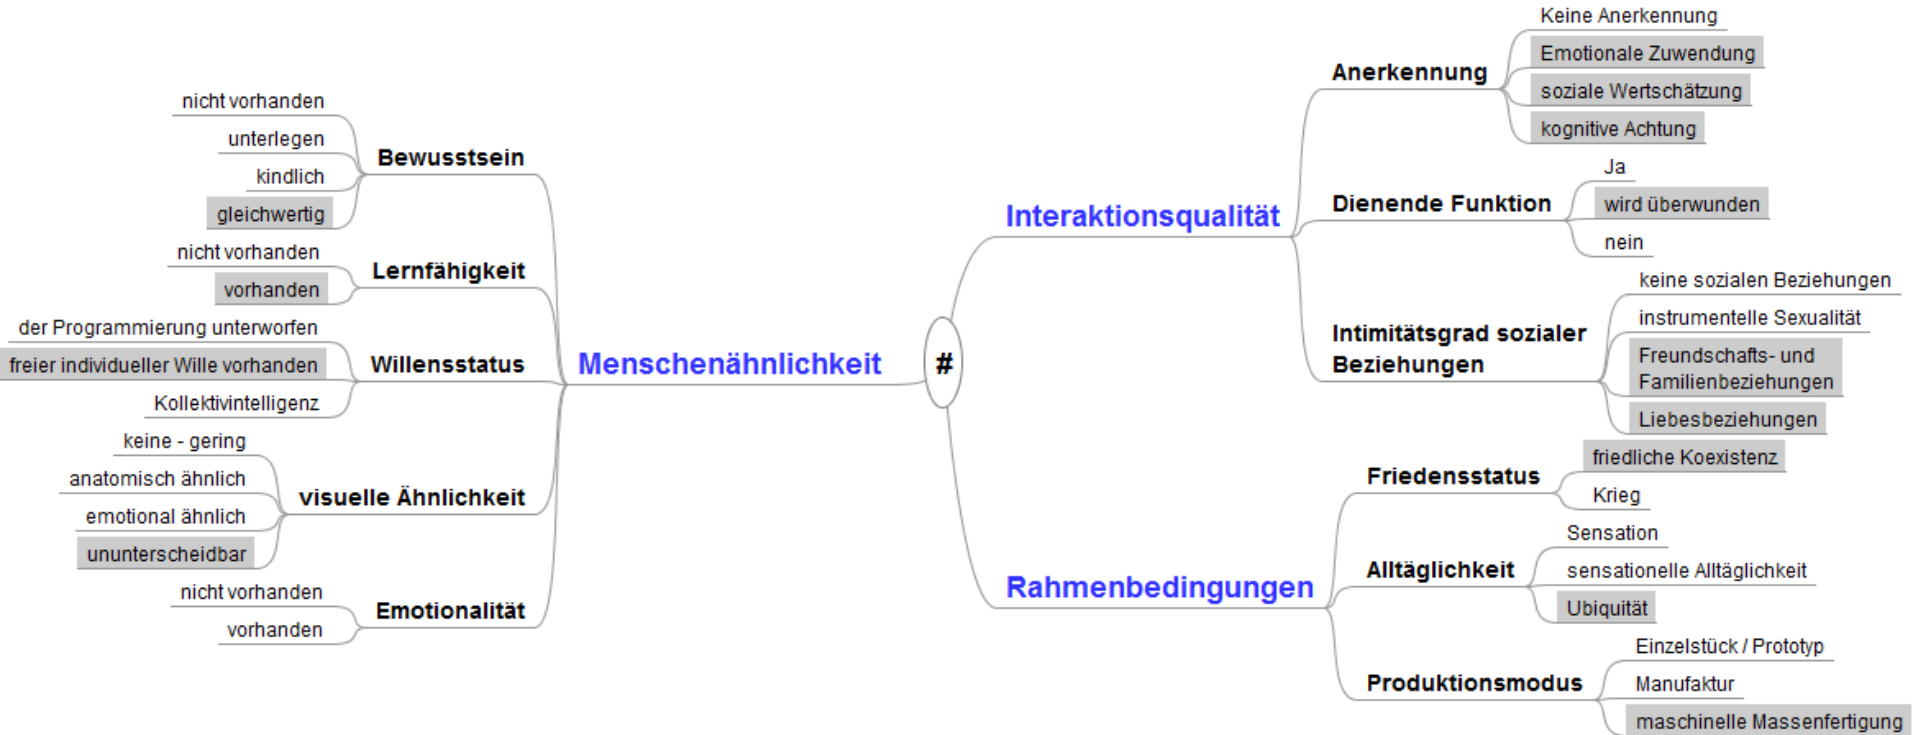 Menschenähnlichkeit
Bewusstsein
nicht vorhanden
unterlegen
kindlich
gleichwertig
Lernfähigkeit
nicht vorhanden
vorhanden
Willensstatus
der Programmierung unterworfen
freier individueller Wille vorhanden
Kollektivintelligenz
visuelle Ähnlichkeit
keine - gering
anatomisch ähnlich
emotional ähnlich
ununterscheidbar
Emotionalität
nicht vorhanden
vorhanden
#
Interaktionsqualität
Anerkennung
Keine Anerkennung
Emotionale Zuwendung
soziale Wertschätzung
kognitive Achtung
Dienende Funktion
Ja
wird überwunden
nein
Intimitätsgrad sozialer
Beziehungen
keine sozialen Beziehungen
instrumentelle Sexualität
Freundschafts- und
Familienbeziehungen
Liebesbeziehungen
Rahmenbedingungen
Friedensstatus
friedliche Koexistenz
Krieg
Alltäglichkeit
Sensation
sensationelle Alltäglichkeit
Ubiquität
Produktionsmodus
Einzelstück / Prototyp
Manufaktur
maschinelle Massenfertigung